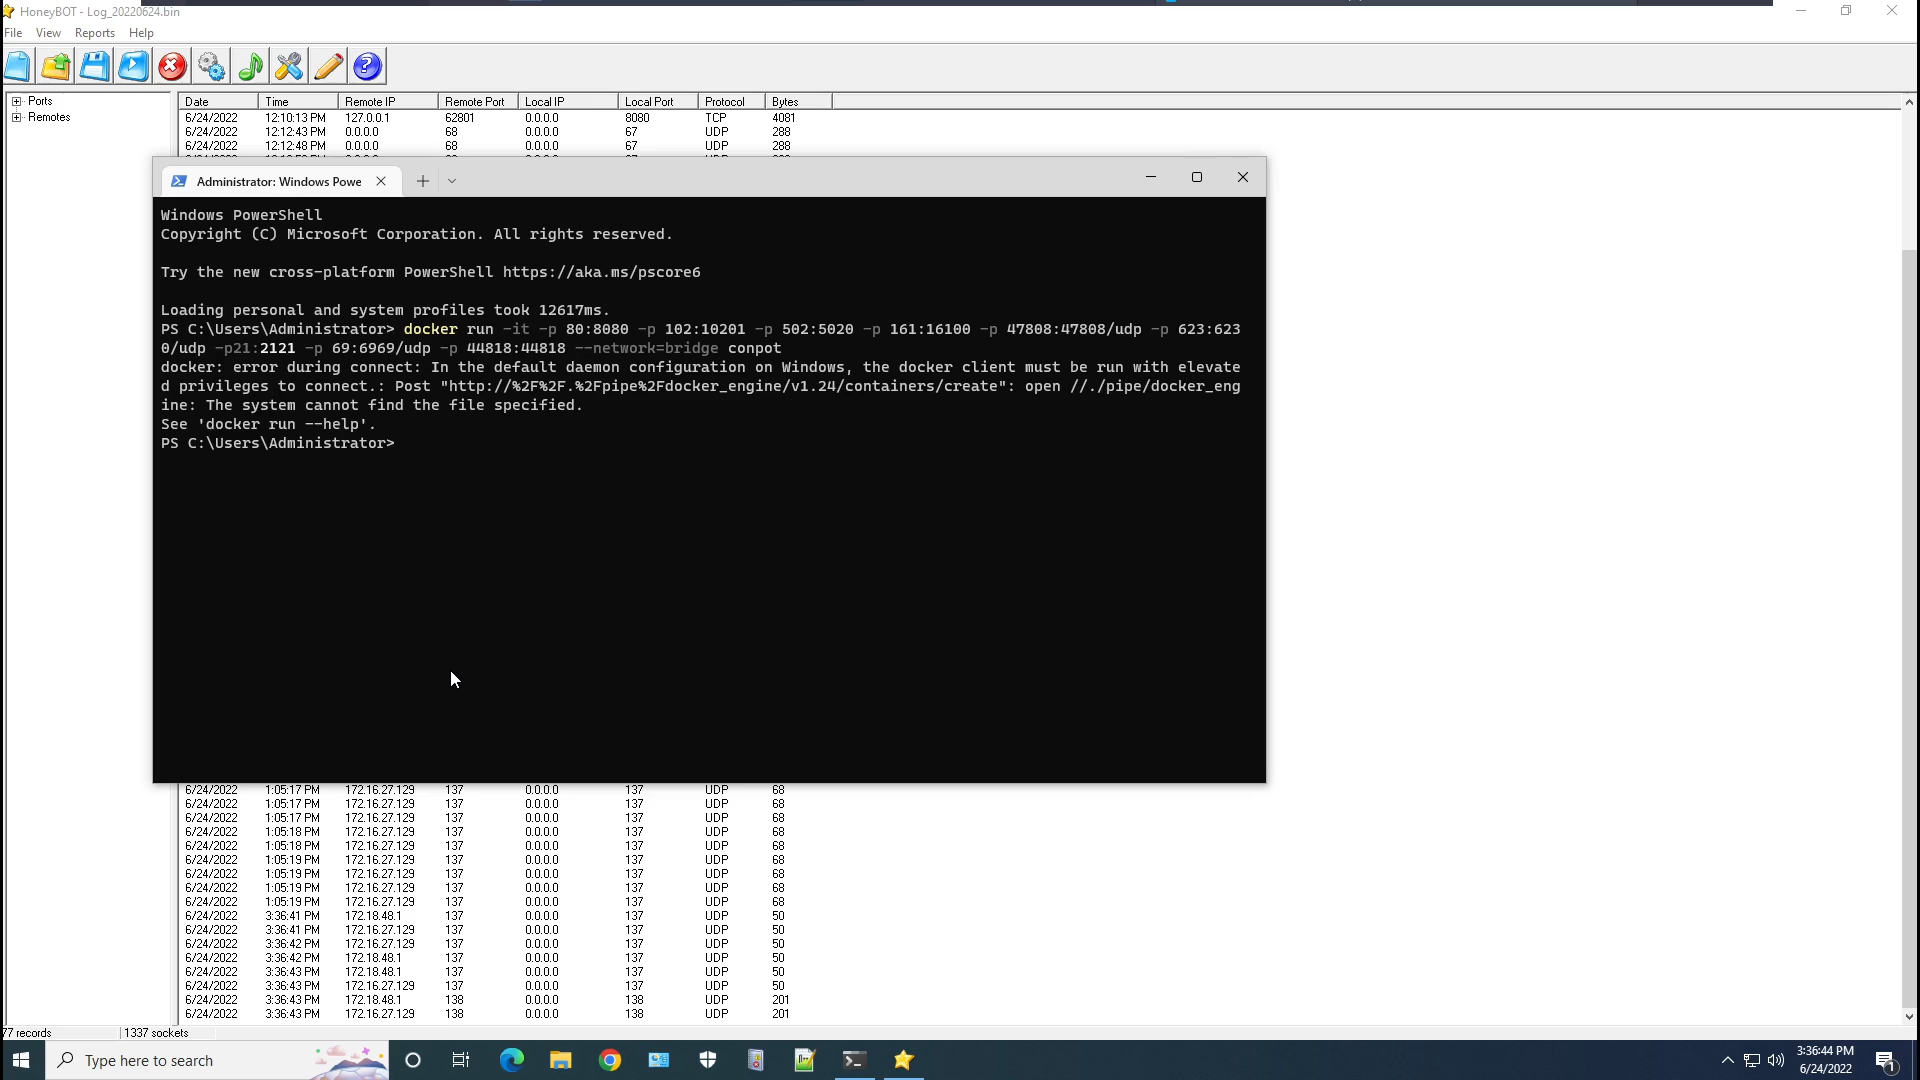 HoneyBOT - Log_20220624.bin
File View Reports Help
Ports
Remotes
Date Time Remote IP Remote Port Local IP Local Port Protocol Bytes
6/24/2022 12:10:13 PM 127.0.0.1 62801 0.0.0.0 8080 TCP 4081
6/24/2022 12:12:43 PM 0.0.0.0 68 0.0.0.0 67 UDP 288
6/24/2022 12:12:48 PM 0.0.0.0 68 0.0.0.0 67 UDP 288
Administrator: Windows Powe
Windows PowerShell
Copyright (C) Microsoft Corporation. All rights reserved.
Try the new cross-platform PowerShell https://aka.ms/pscore6
Loading personal and system profiles took 12617ms.
PS C:\Users\Administrator> docker run -it -p 80:8080 -p 102:10201 -p 502:5020 -p 161:16100 -p 47808:47808/udp -p 623:623
0/udp -p21:2121 -p 69:6969/udp -p 44818:44818 --network=bridge conpot
docker: error during connect: In the default daemon configuration on Windows, the docker client must be run with elevate
d privileges to connect.: Post "http://%2F%2F.%2Fpipe%2Fdocker_engine/v1.24/containers/create": open //./pipe/docker_eng
ine: The system cannot find the file specified.
See 'docker run --help'.
PS C:\Users\Administrator>
6/24/2022 1:05:17 PM 172.16.27.129 137 0.0.0.0 137 UDP 68
6/24/2022 1:05:17 PM 172.16.27.129 137 0.0.0.0 137 UDP 68
6/24/2022 1:05:17 PM 172.16.27.129 137 0.0.0.0 137 UDP 68
6/24/2022 1:05:18 PM 172.16.27.129 137 0.0.0.0 137 UDP 68
6/24/2022 1:05:18 PM 172.16.27.129 137 0.0.0.0 137 UDP 68
6/24/2022 1:05:19 PM 172.16.27.129 137 0.0.0.0 137 UDP 68
6/24/2022 1:05:19 PM 172.16.27.129 137 0.0.0.0 137 UDP 68
6/24/2022 1:05:19 PM 172.16.27.129 137 0.0.0.0 137 UDP 68
6/24/2022 1:05:19 PM 172.16.27.129 137 0.0.0.0 137 UDP 68
6/24/2022 3:36:41 PM 172.18.48.1 137 0.0.0.0 137 UDP 50
6/24/2022 3:36:41 PM 172.16.27.129 137 0.0.0.0 137 UDP 50
6/24/2022 3:36:42 PM 172.16.27.129 137 0.0.0.0 137 UDP 50
6/24/2022 3:36:42 PM 172.18.48.1 137 0.0.0.0 137 UDP 50
6/24/2022 3:36:43 PM 172.18.48.1 137 0.0.0.0 137 UDP 50
6/24/2022 3:36:43 PM 172.16.27.129 137 0.0.0.0 137 UDP 50
6/24/2022 3:36:43 PM 172.18.48.1 138 0.0.0.0 138 UDP 201
6/24/2022 3:36:43 PM 172.16.27.129 138 0.0.0.0 138 UDP 201
77 records 1337 sockets
Type here to search
3:36:44 PM
6/24/2022
1